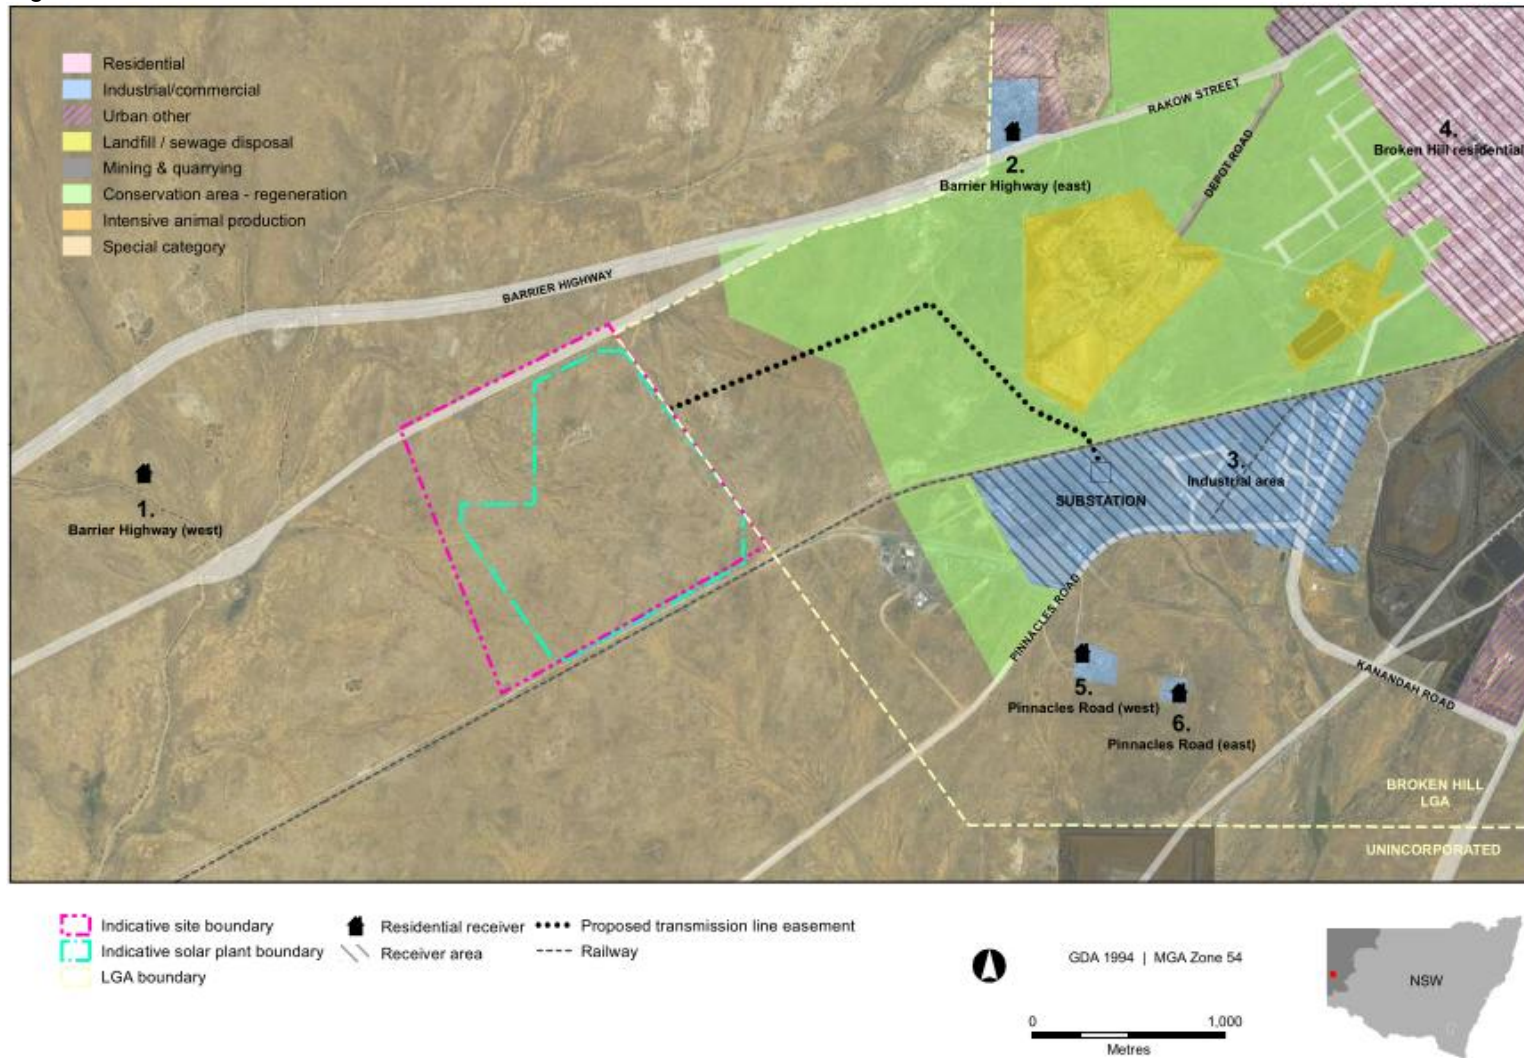 Residential
Industrial/commercial
Urban other
Landfill / sewage disposal
Mining & quarrying
Conservation area - regeneration
Intensive animal production
Special category
RAKOW STREET
4.
Broken Hill residential
2.
Barrier Highway (east)
DEPOT ROAD
BARRIER HIGHWAY
1.
Barrier Highway (west)
3.
Industrial area
SUBSTATION
PINNACLES ROAD
5.
Pinnacles Road (west)
6.
Pinnacles Road (east)
KANANDAH ROAD
BROKEN HILL
LGA
UNINCORPORATED
Indicative site boundary
Indicative solar plant boundary
LGA boundary
Residential receiver
Receiver area
Proposed transmission line easement
Railway
GDA 1994 | MGA Zone 54
0 1,000
Metres
NSW